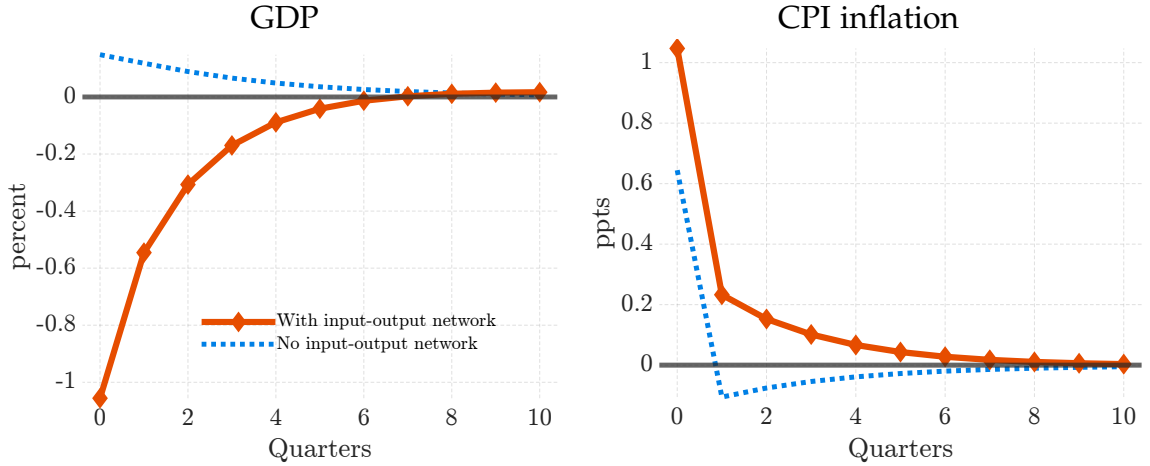 GDP
percent
0
-0.2
-0.4
-0.6
-0.8
-1
With input-output network
No input-output network
0 2 4 6 8 10
Quarters
CPI inflation
ppts
1
0.8
0.6
0.4
0.2
0
0 2 4 6 8 10
Quarters